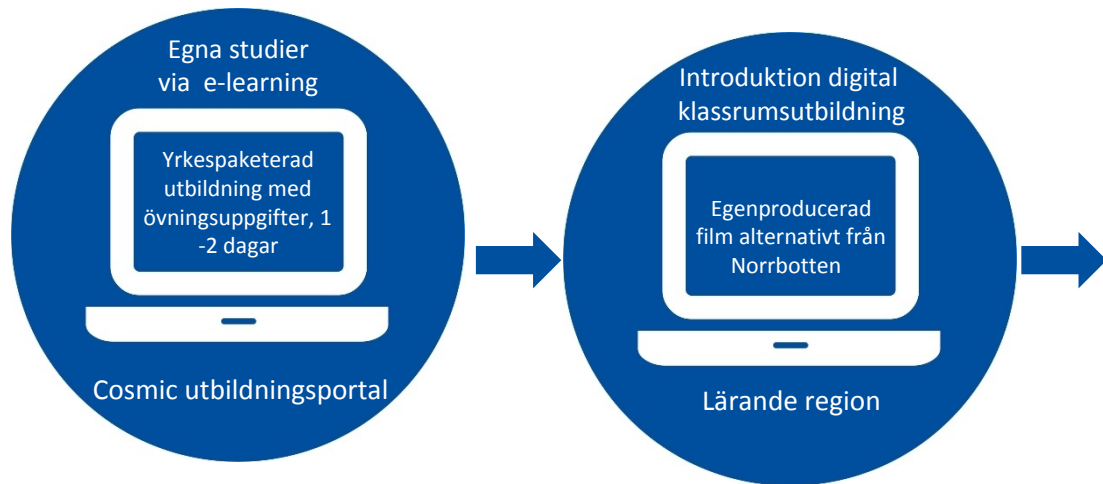 Egna studier
via e-learning
Yrkespaketerad
utbildning med
övningsuppgifter, 1
-2 dagar
Cosmic utbildningsportal
Introduktion digital
klassrumsutbildning
Egenproducerad
film alternativt från
Norrbotten
Lärande region